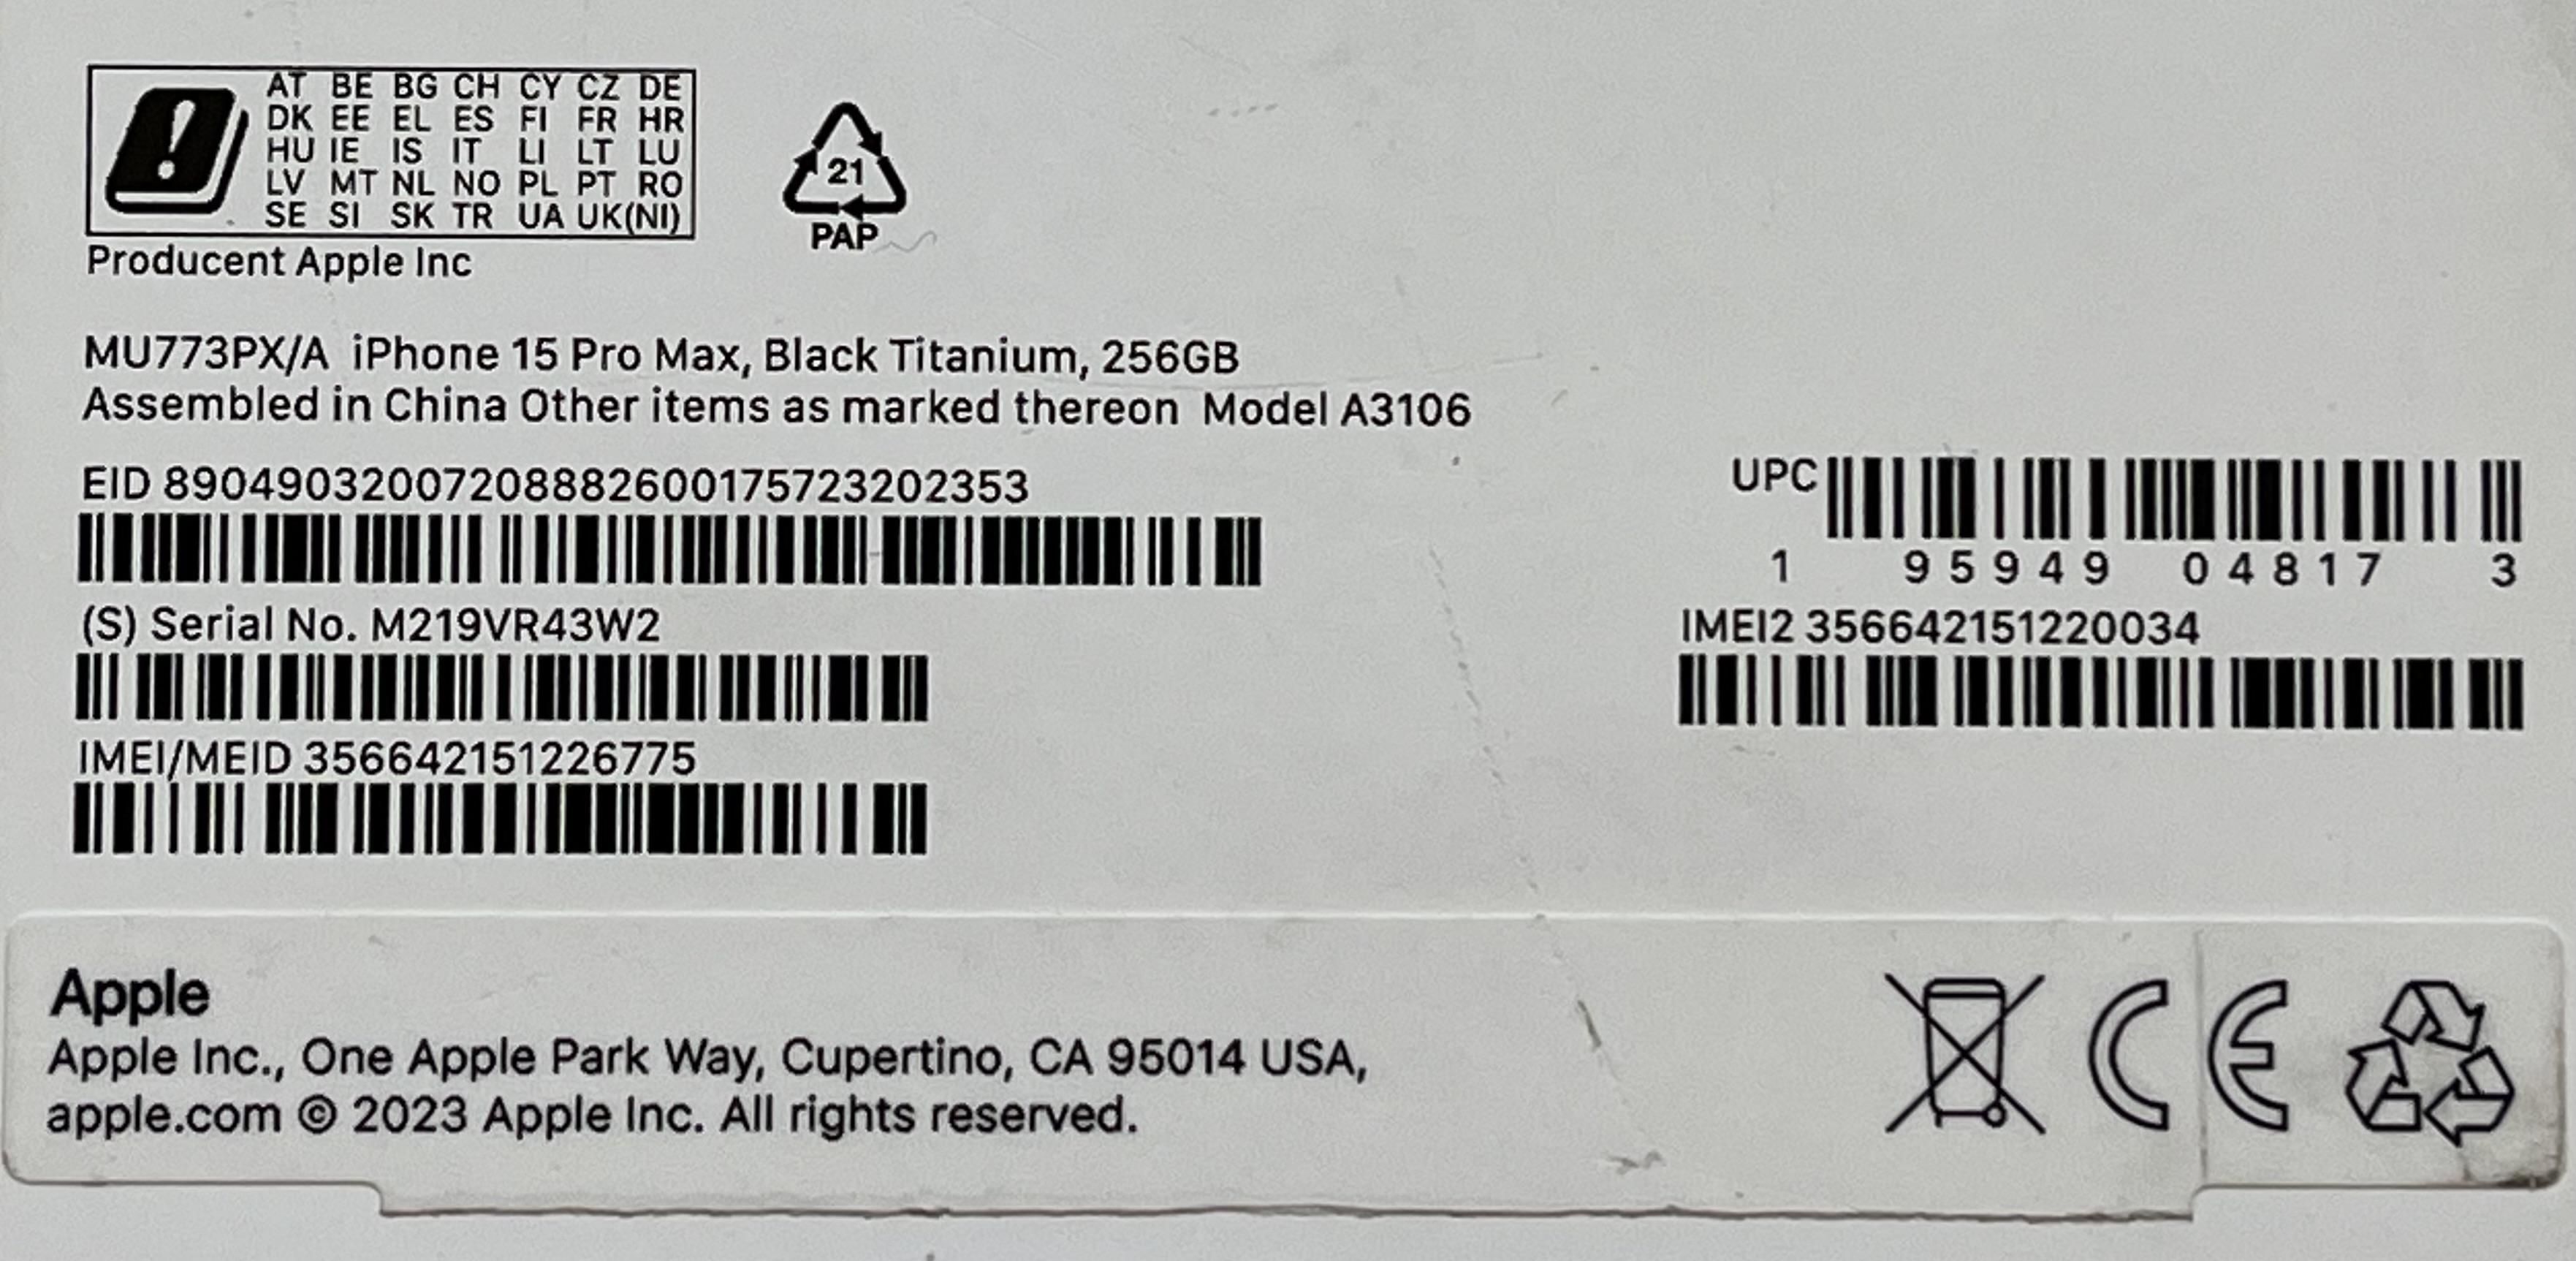 AT BE BG CH CY CZ DE
DK EE EL ES FI FR HR
HU IE IS IT LI LT LU
LV MT NL NO PL PT RO
SE SI SK TR UA UK(NI)
21
PAP
Producent Apple Inc
MU773PX/A iPhone 15 Pro Max, Black Titanium, 256GB
Assembled in China Other items as marked thereon Model A3106
EID 89049032007208882600175723202353
UPC
1 95949 04817 3
(S) Serial No. M219VR43W2
IMEI2 356642151220034
IMEI/MEID 356642151226775
Apple
Apple Inc., One Apple Park Way, Cupertino, CA 95014 USA,
apple.com © 2023 Apple Inc. All rights reserved.
CE